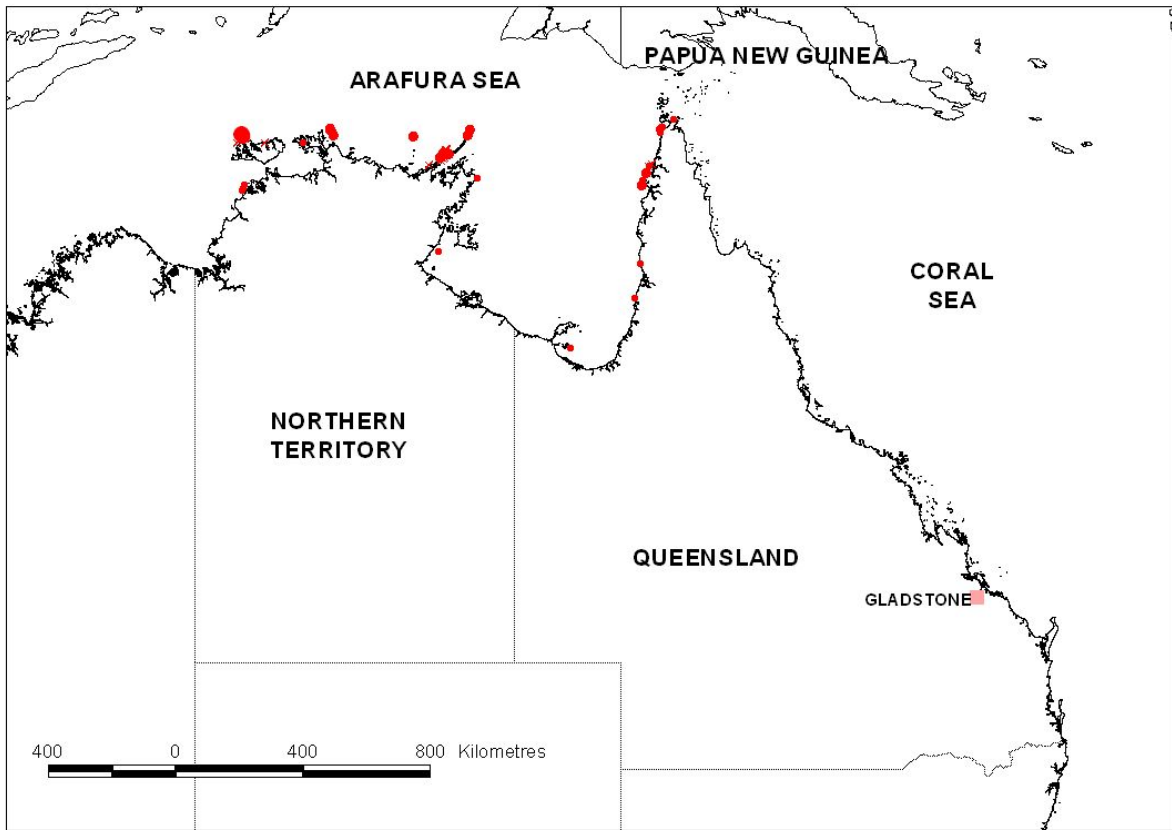 PAPUA NEW GUINEA
ARAFURA SEA
CORAL
SEA
NORTHERN
TERRITORY
QUEENSLAND
GLADSTONE
400 0 400 800 Kilometres